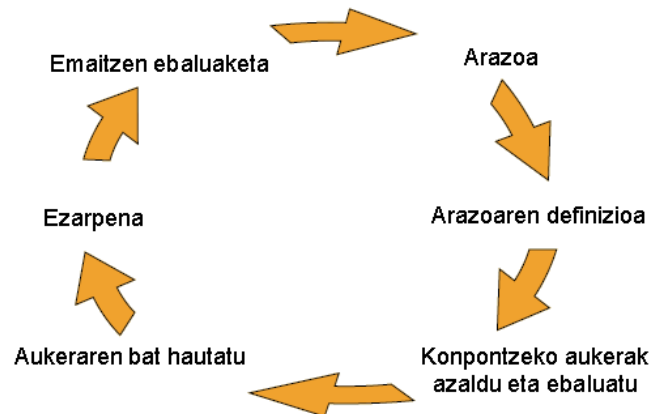 Emaitzen ebaluaketa
Arazoa
Ezarpena
Arazoaren definizioa
Aukeraren bat hautatu
Konpontzeko aukerak
azaldu eta ebaluatu